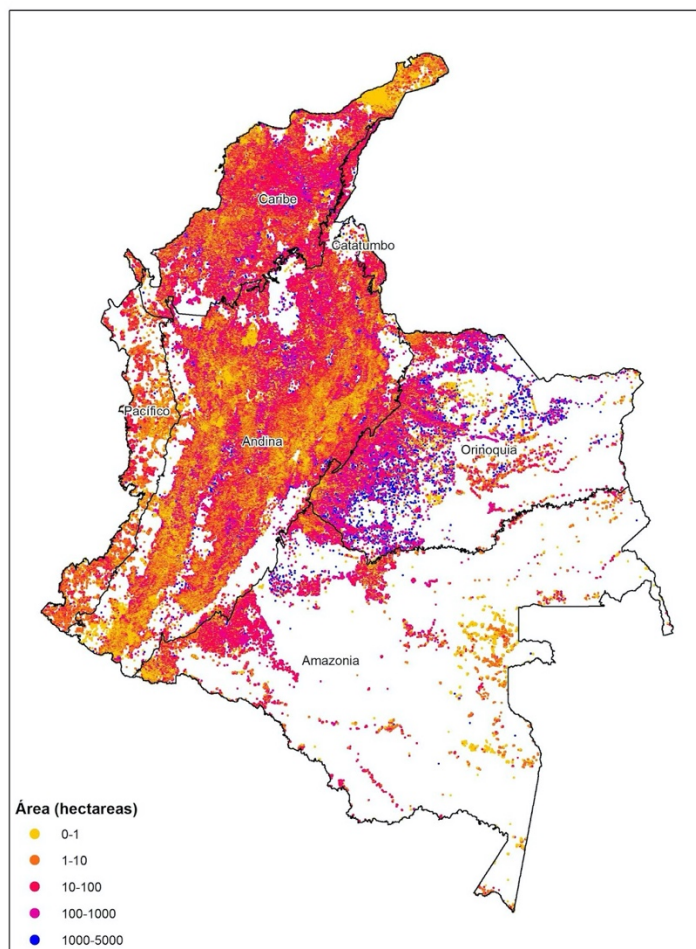 Caribe
Catatumbo
Pacífico
Andina
Orinoquia
Amazonia
Área (hectareas)
0-1
1-10
10-100
100-1000
1000-5000